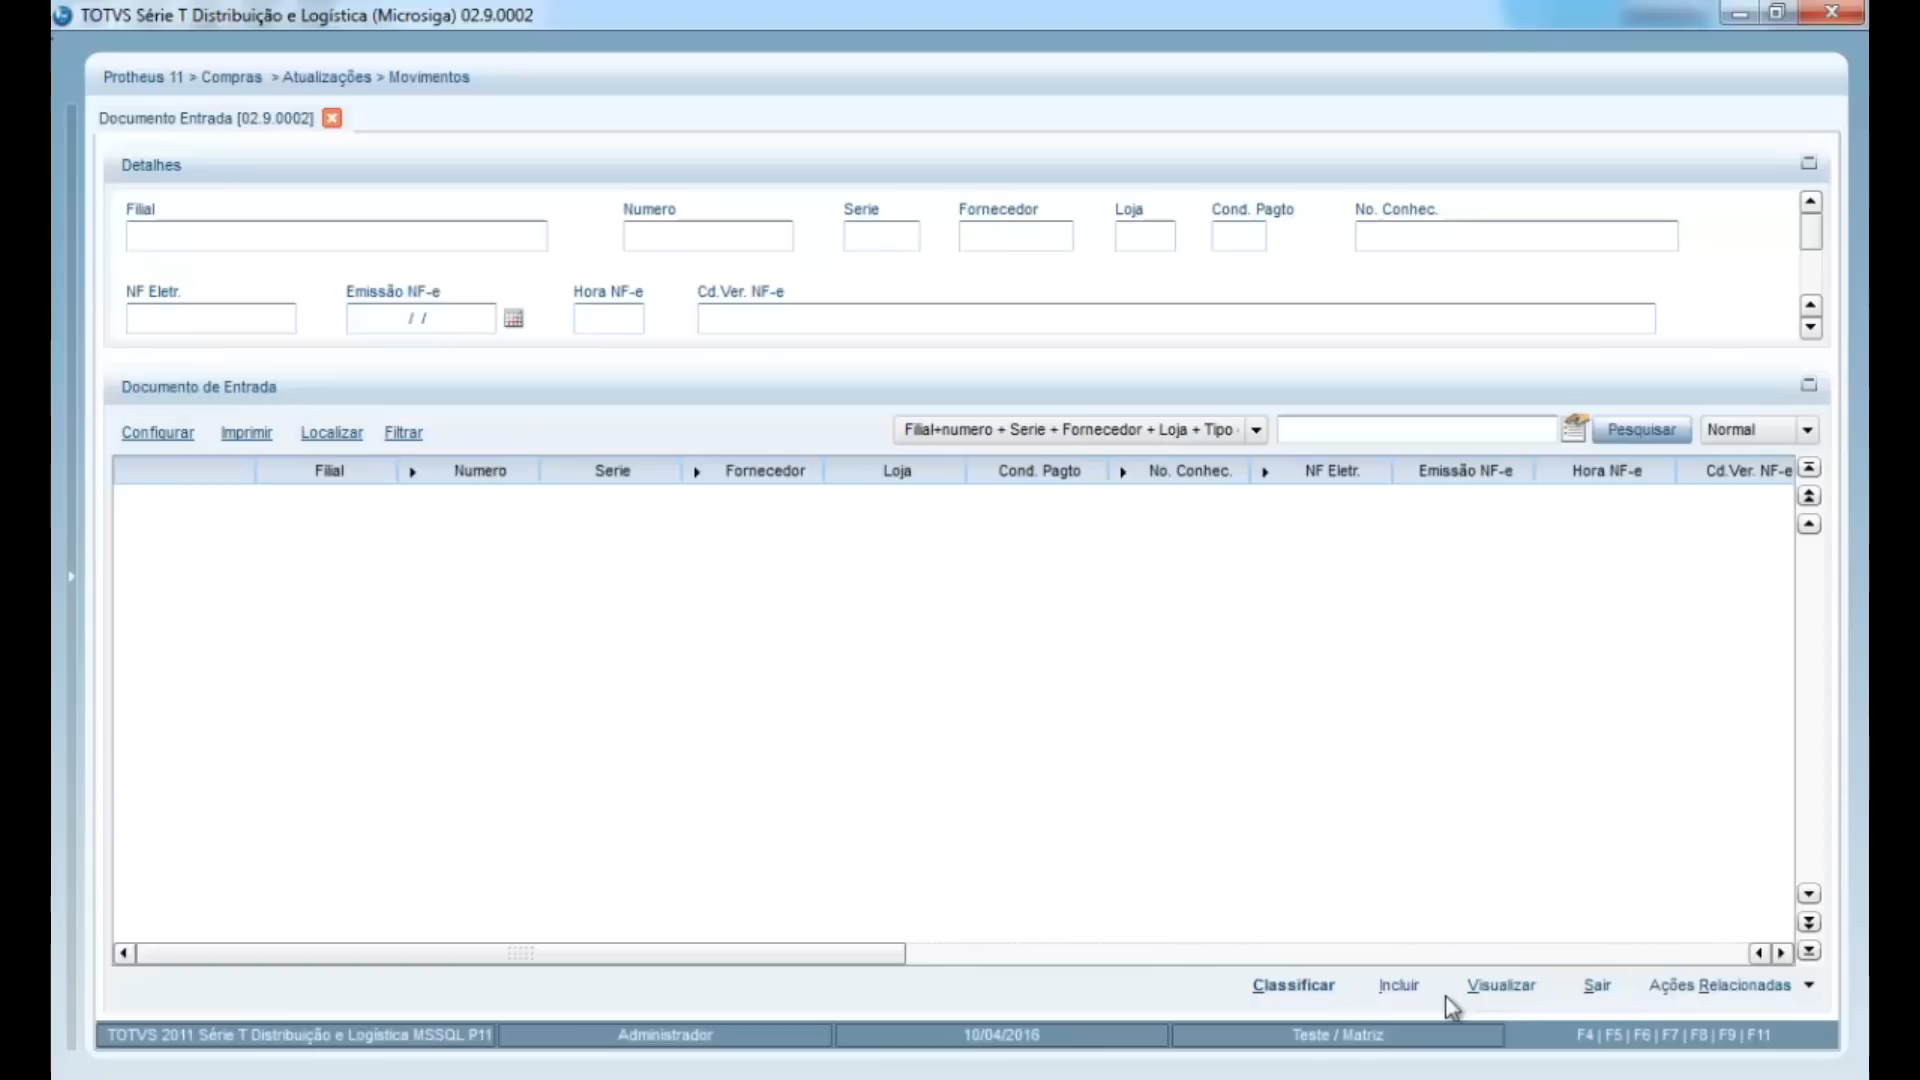 TOTVS Série T Distribuição e Logística (Microsiga) 02.9.0002
Protheus 11 > Compras > Atualizações > Movimentos
Documento Entrada [02.9.0002]
Detalhes
Filial Numero Serie Fornecedor Loja Cond. Pagto No. Conhec.
NF Eletr. Emissão NF-e Hora NF-e Cd.Ver. NF-e
/ /
Documento de Entrada
Configurar Imprimir Localizar Filtrar Filial+numero + Serie + Fornecedor + Loja + Tipo Pesquisar Normal
Filial Numero Serie Fornecedor Loja Cond. Pagto No. Conhec. NF Eletr. Emissão NF-e Hora NF-e Cd.Ver. NF-e
Classificar Incluir Visualizar Sair Ações Relacionadas
TOTVS 2011 Série T Distribuição e Logística MSSQL P11 Administrador 10/04/2016 Teste / Matriz F4 | F5 | F6 | F7 | F8 | F9 | F11